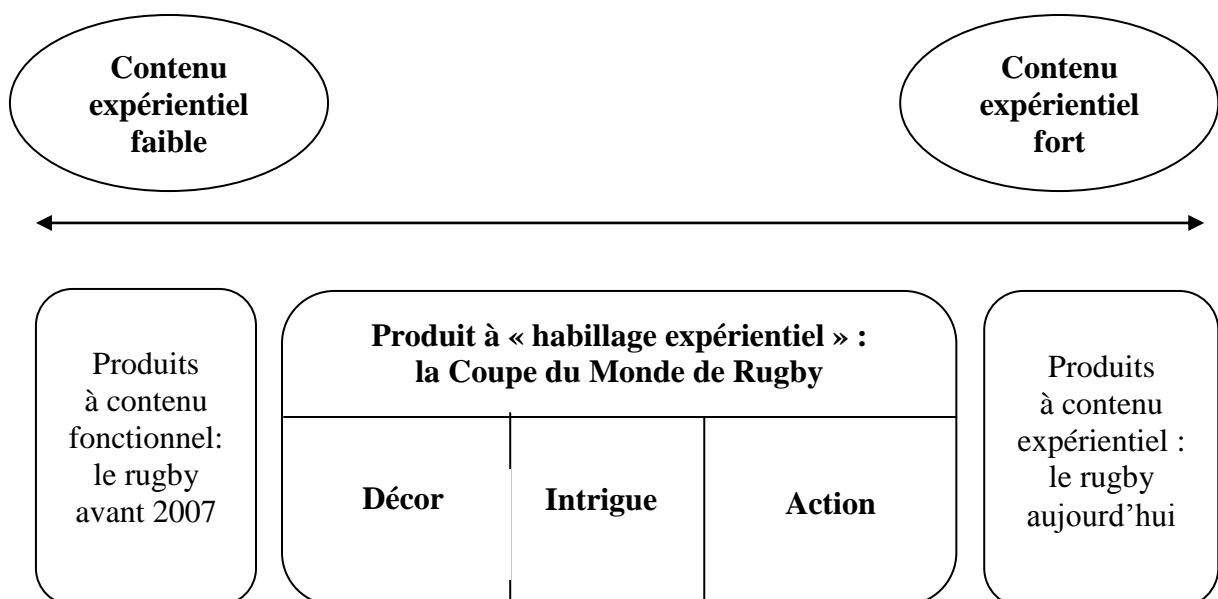 Contenu
expérientiel
faible
Contenu
expérientiel
fort
Produits
à contenu
fonctionnel:
le rugby
avant 2007
Produit à « habillage expérientiel » :
la Coupe du Monde de Rugby
Décor
Intrigue
Action
Produits
à contenu
expérientiel :
le rugby
aujourd’hui